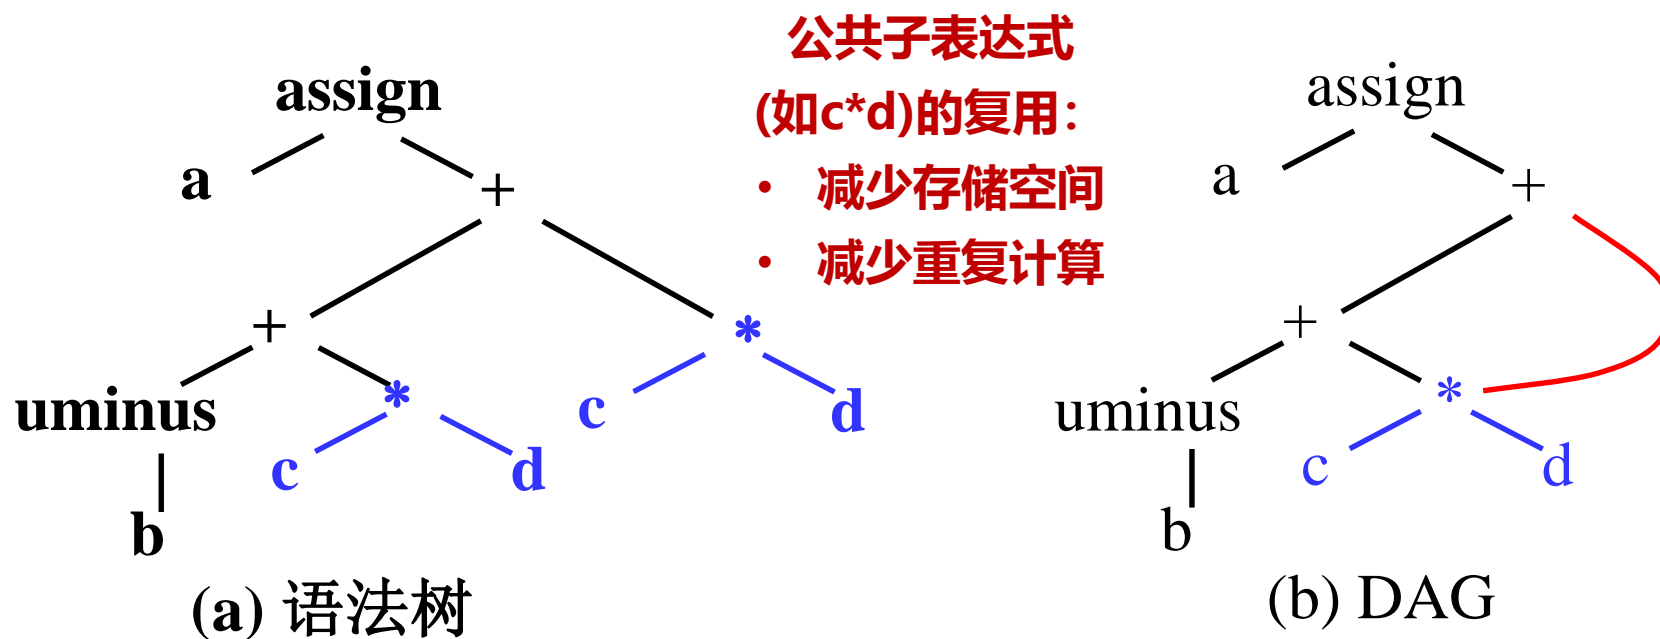 公共子表达式
(如c*d)的复用：
• 减少存储空间
• 减少重复计算
assign
a
+
+
*
uminus
*
c
d
c
d
b
(a) 语法树
assign
a
+
+
uminus
*
c
d
b
(b) DAG